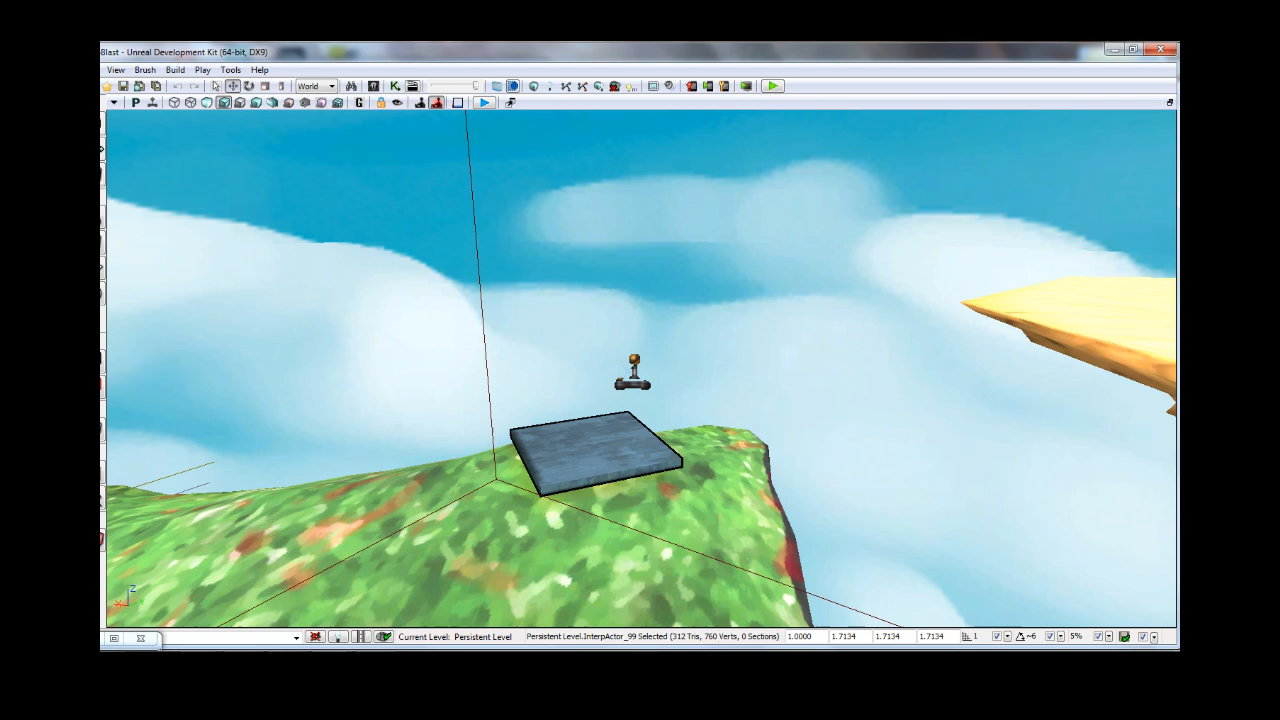 Blast - Unreal Development Kit (64-bit, DX9)
View Brush Build Play Tools Help
World
P G
Z
Current Level: Persistent Level Persistent Level.InterpActor_99 Selected (312 Tris, 760 Verts, 0 Sections) 1.0000 1.7134 1.7134 1.7134 1 ~6 5%